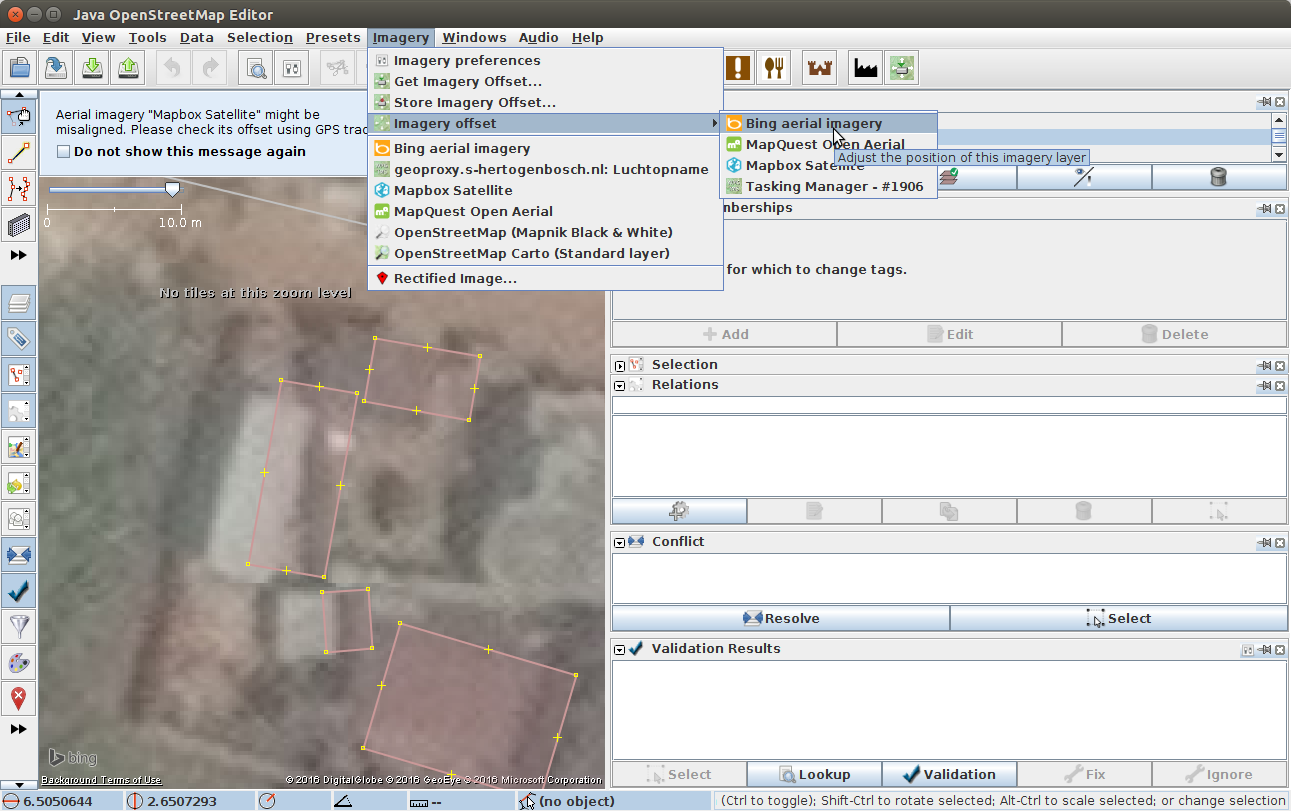 Java OpenStreetMap Editor
File Edit View Tools Data Selection Presets Imagery Windows Audio Help
Imagery preferences
Get Imagery Offset...
Store Imagery Offset...
Imagery offset
Bing aerial imagery
geoproxy.s-hertogenbosch.nl: Luchtopname
Mapbox Satellite
MapQuest Open Aerial
OpenStreetMap (Mapnik Black & White)
OpenStreetMap Carto (Standard layer)
Rectified Image...
Bing aerial imagery
MapQuest Open Aerial
Mapbox Satellite
Tasking Manager - #1906
Adjust the position of this imagery layer
Aerial imagery "Mapbox Satellite" might be
misaligned. Please check its offset using GPS trac
Do not show this message again
0 10.0 m
No tiles at this zoom level
mberships
for which to change tags.
Add Edit Delete
Selection
Relations
Conflict
Resolve Select
Validation Results
Select Lookup Validation Fix Ignore
bing
Background Terms of Use © 2016 DigitalGlobe © 2016 GeoEye © 2016 Microsoft Corporation
6.5050644 2.6507293 -- (no object) (Ctrl to toggle); Shift-Ctrl to rotate selected; Alt-Ctrl to scale selected; or change selection